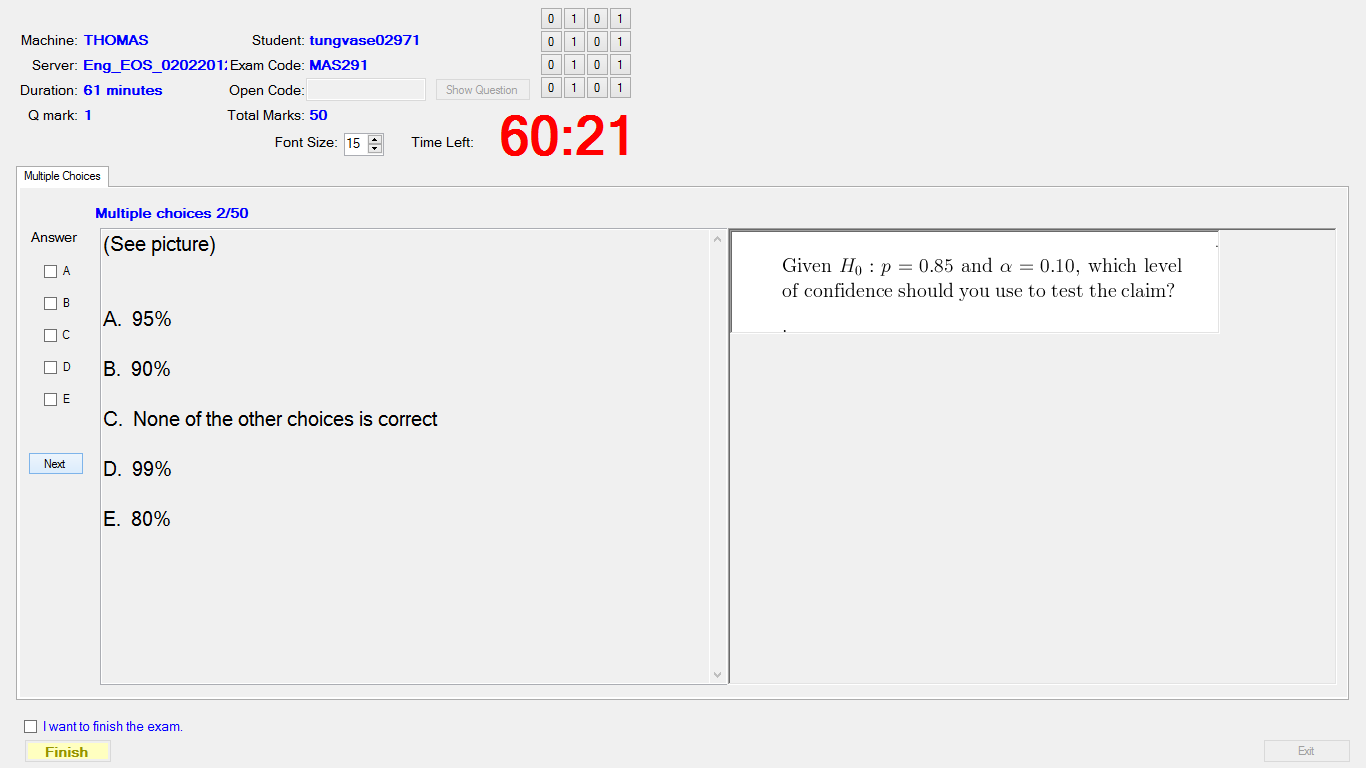 Machine: THOMAS
Student: tungvase02971
Server: Eng_EOS_02022012
Exam Code: MAS291
Duration: 61 minutes
Open Code:
Show Question
Q mark: 1
Total Marks: 50
0 1 0 1
0 1 0 1
0 1 0 1
0 1 0 1
Font Size: 15
Time Left: 60:21
Multiple Choices
Multiple choices 2/50
Answer
A
B
C
D
E
Next
(See picture)
A. 95%
B. 90%
C. None of the other choices is correct
D. 99%
E. 80%
Given H₀ : p = 0.85 and α = 0.10, which level
of confidence should you use to test the claim?
I want to finish the exam.
Finish
Exit